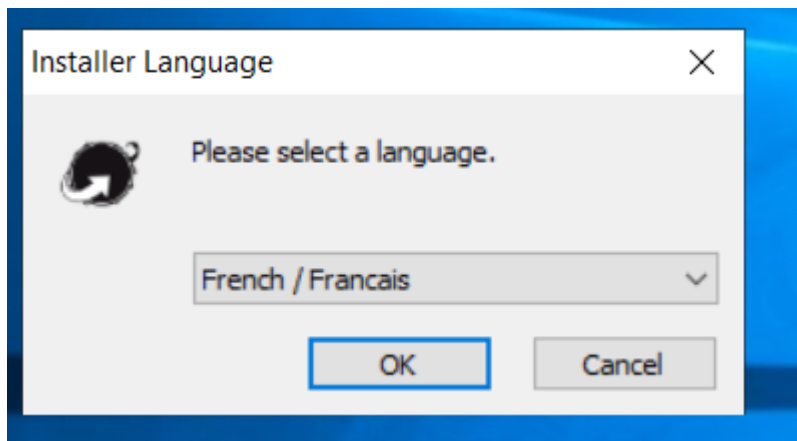 Installer Language
Please select a language.
French / Francais
OK
Cancel